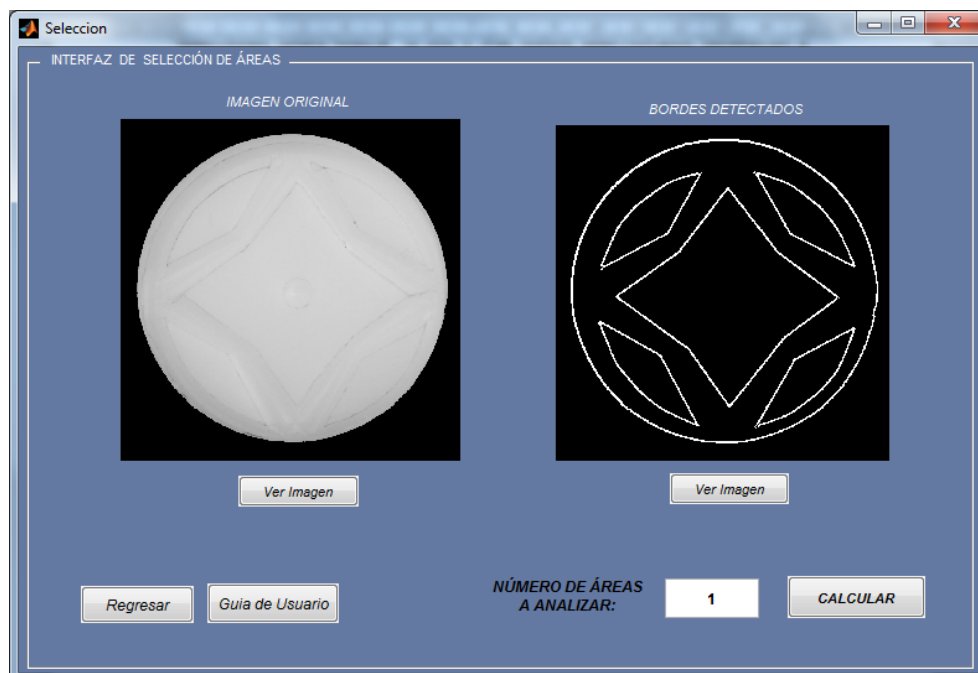 Seleccion
INTERFAZ DE SELECCIÓN DE ÁREAS
IMAGEN ORIGINAL
BORDES DETECTADOS
Ver Imagen
Ver Imagen
Regresar
Guia de Usuario
NÚMERO DE ÁREAS
A ANALIZAR:
1
CALCULAR